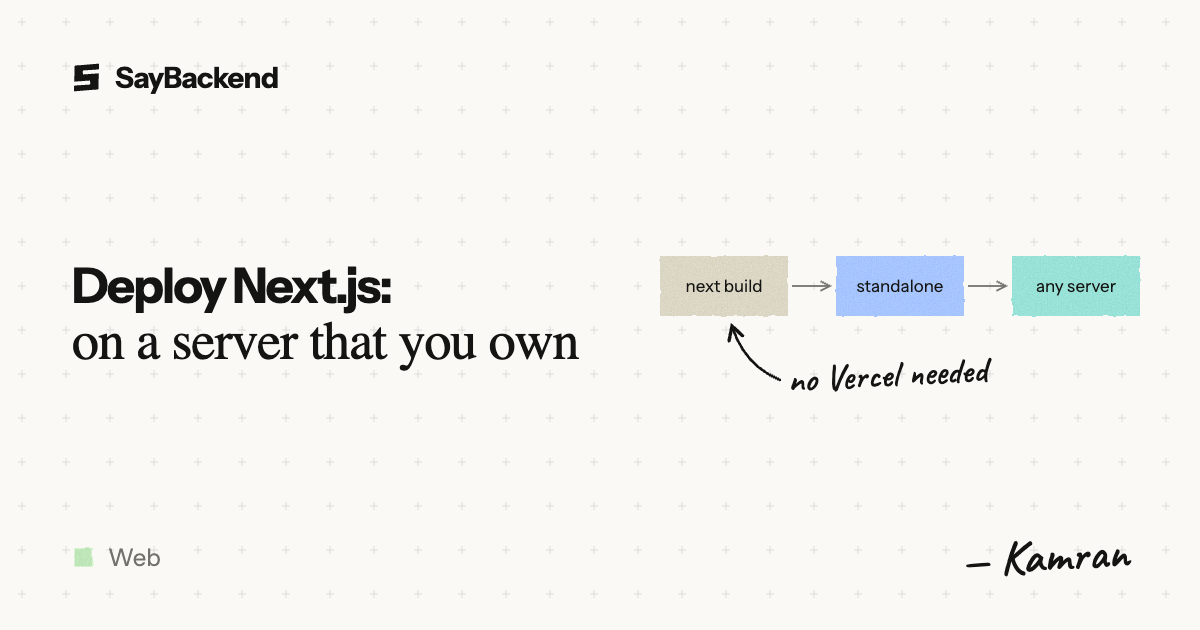 SayBackend
Deploy Next.js:
on a server that you own
next build
standalone
any server
no Vercel needed
Web
– Kamran